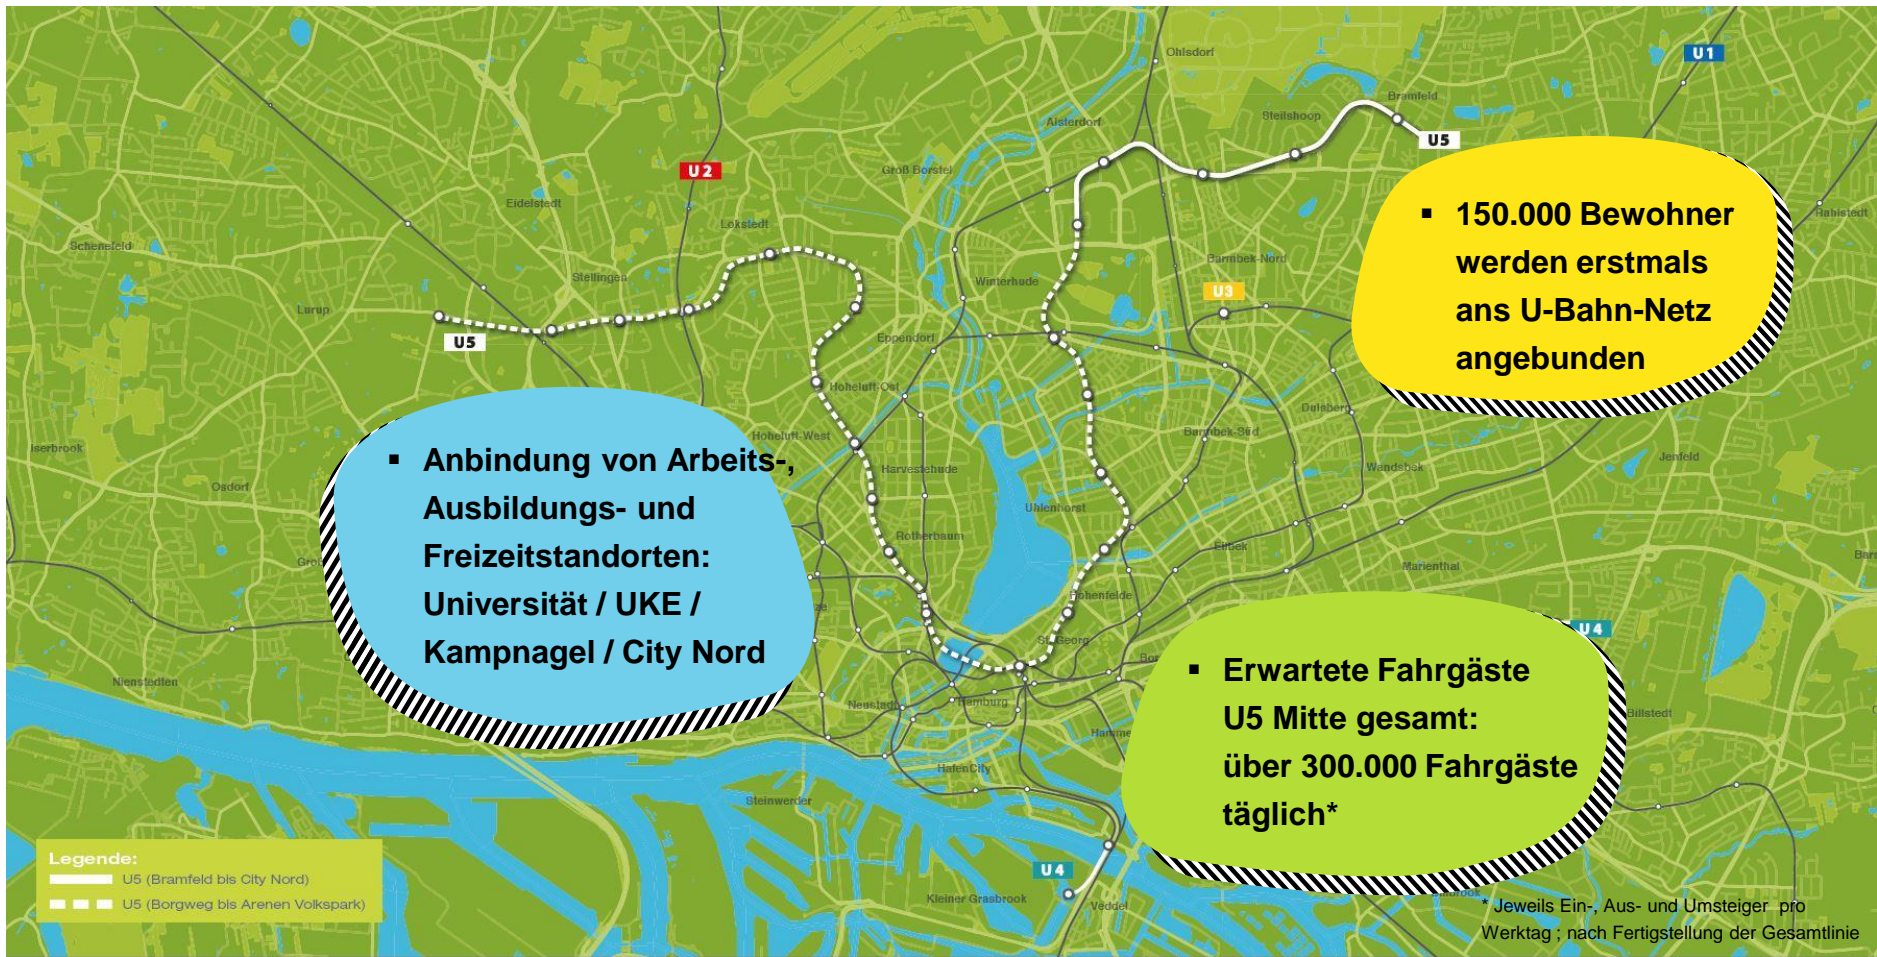 Ohlsdorf
U1
Bramfeld
Steilshoop
Alsterdorf
U5
Groß Borstel
U2
Eidelstedt
Rahlstedt
Lokstedt
Schenefeld
Barmbek-Nord
Stellingen
Winterhude
U3
Lurup
U5
Eppendorf
Hoheluft-Ost
Dulsberg
Hoheluft-West
Barmbek-Süd
Iserbrook
Harvestehude
Wandsbek
Jenfeld
Osdorf
Uhlenhorst
Rotherbaum
Eilbek
Marienthal
Hohenfelde
St. Georg
U4
Nienstedten
Neustadt
Hamburg
Billstedt
HafenCity
Steinwerder
U4
Kleiner Grasbrook
Veddel
▪ 150.000 Bewohner
werden erstmals
ans U-Bahn-Netz
angebunden
▪ Anbindung von Arbeits-,
Ausbildungs- und
Freizeitstandorten:
Universität / UKE /
Kampnagel / City Nord
▪ Erwartete Fahrgäste
U5 Mitte gesamt:
über 300.000 Fahrgäste
täglich*
Legende:
U5 (Bramfeld bis City Nord)
U5 (Borgweg bis Arenen Volkspark)
* Jeweils Ein-, Aus- und Umsteiger pro
Werktag ; nach Fertigstellung der Gesamtlinie